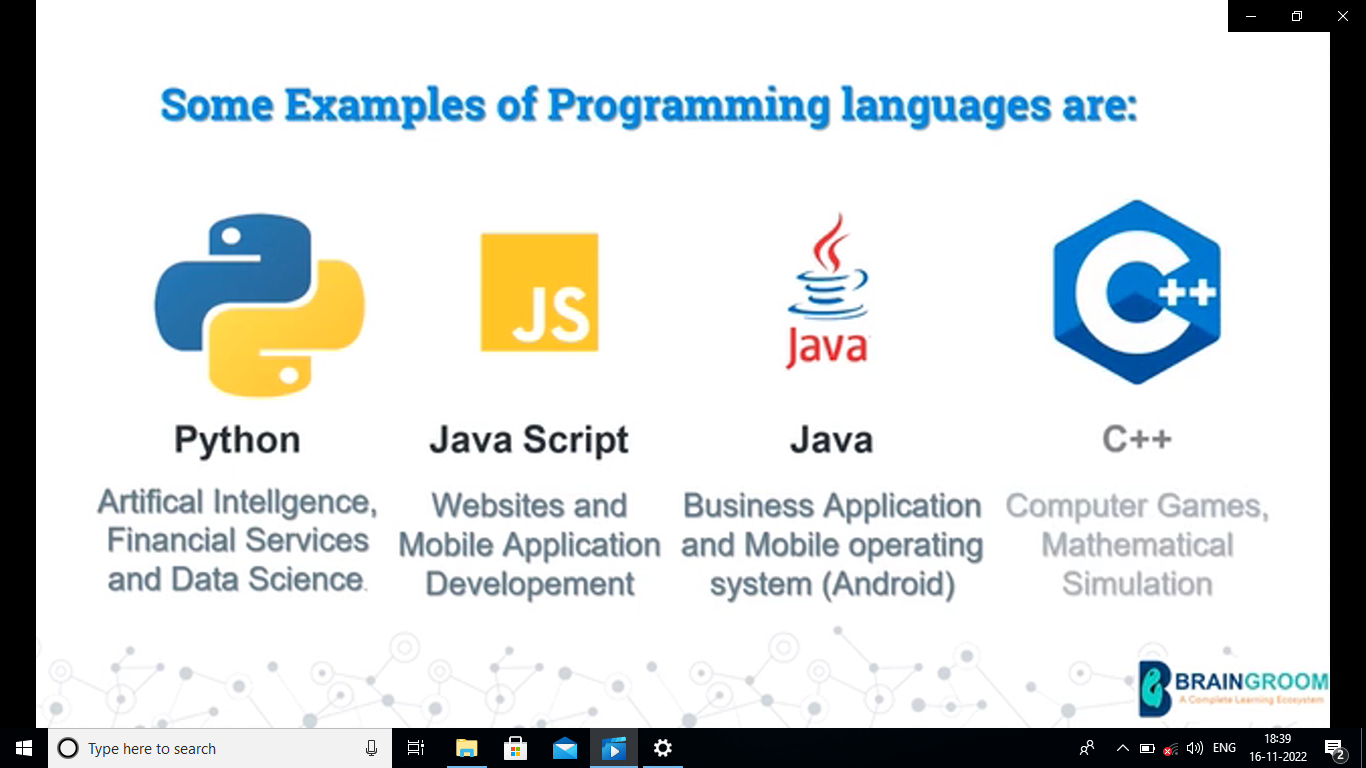 Some Examples of Programming languages are:
JS
Java
C++
Python
Java Script
Java
C++
Artifical Intellgence,
Financial Services
and Data Science.
Websites and
Mobile Application
Developement
Business Application
and Mobile operating
system (Android)
Computer Games,
Mathematical
Simulation
BRAINGROOM
A Complete Learning Ecosystem
Type here to search
ENG
18:39
16-11-2022
2